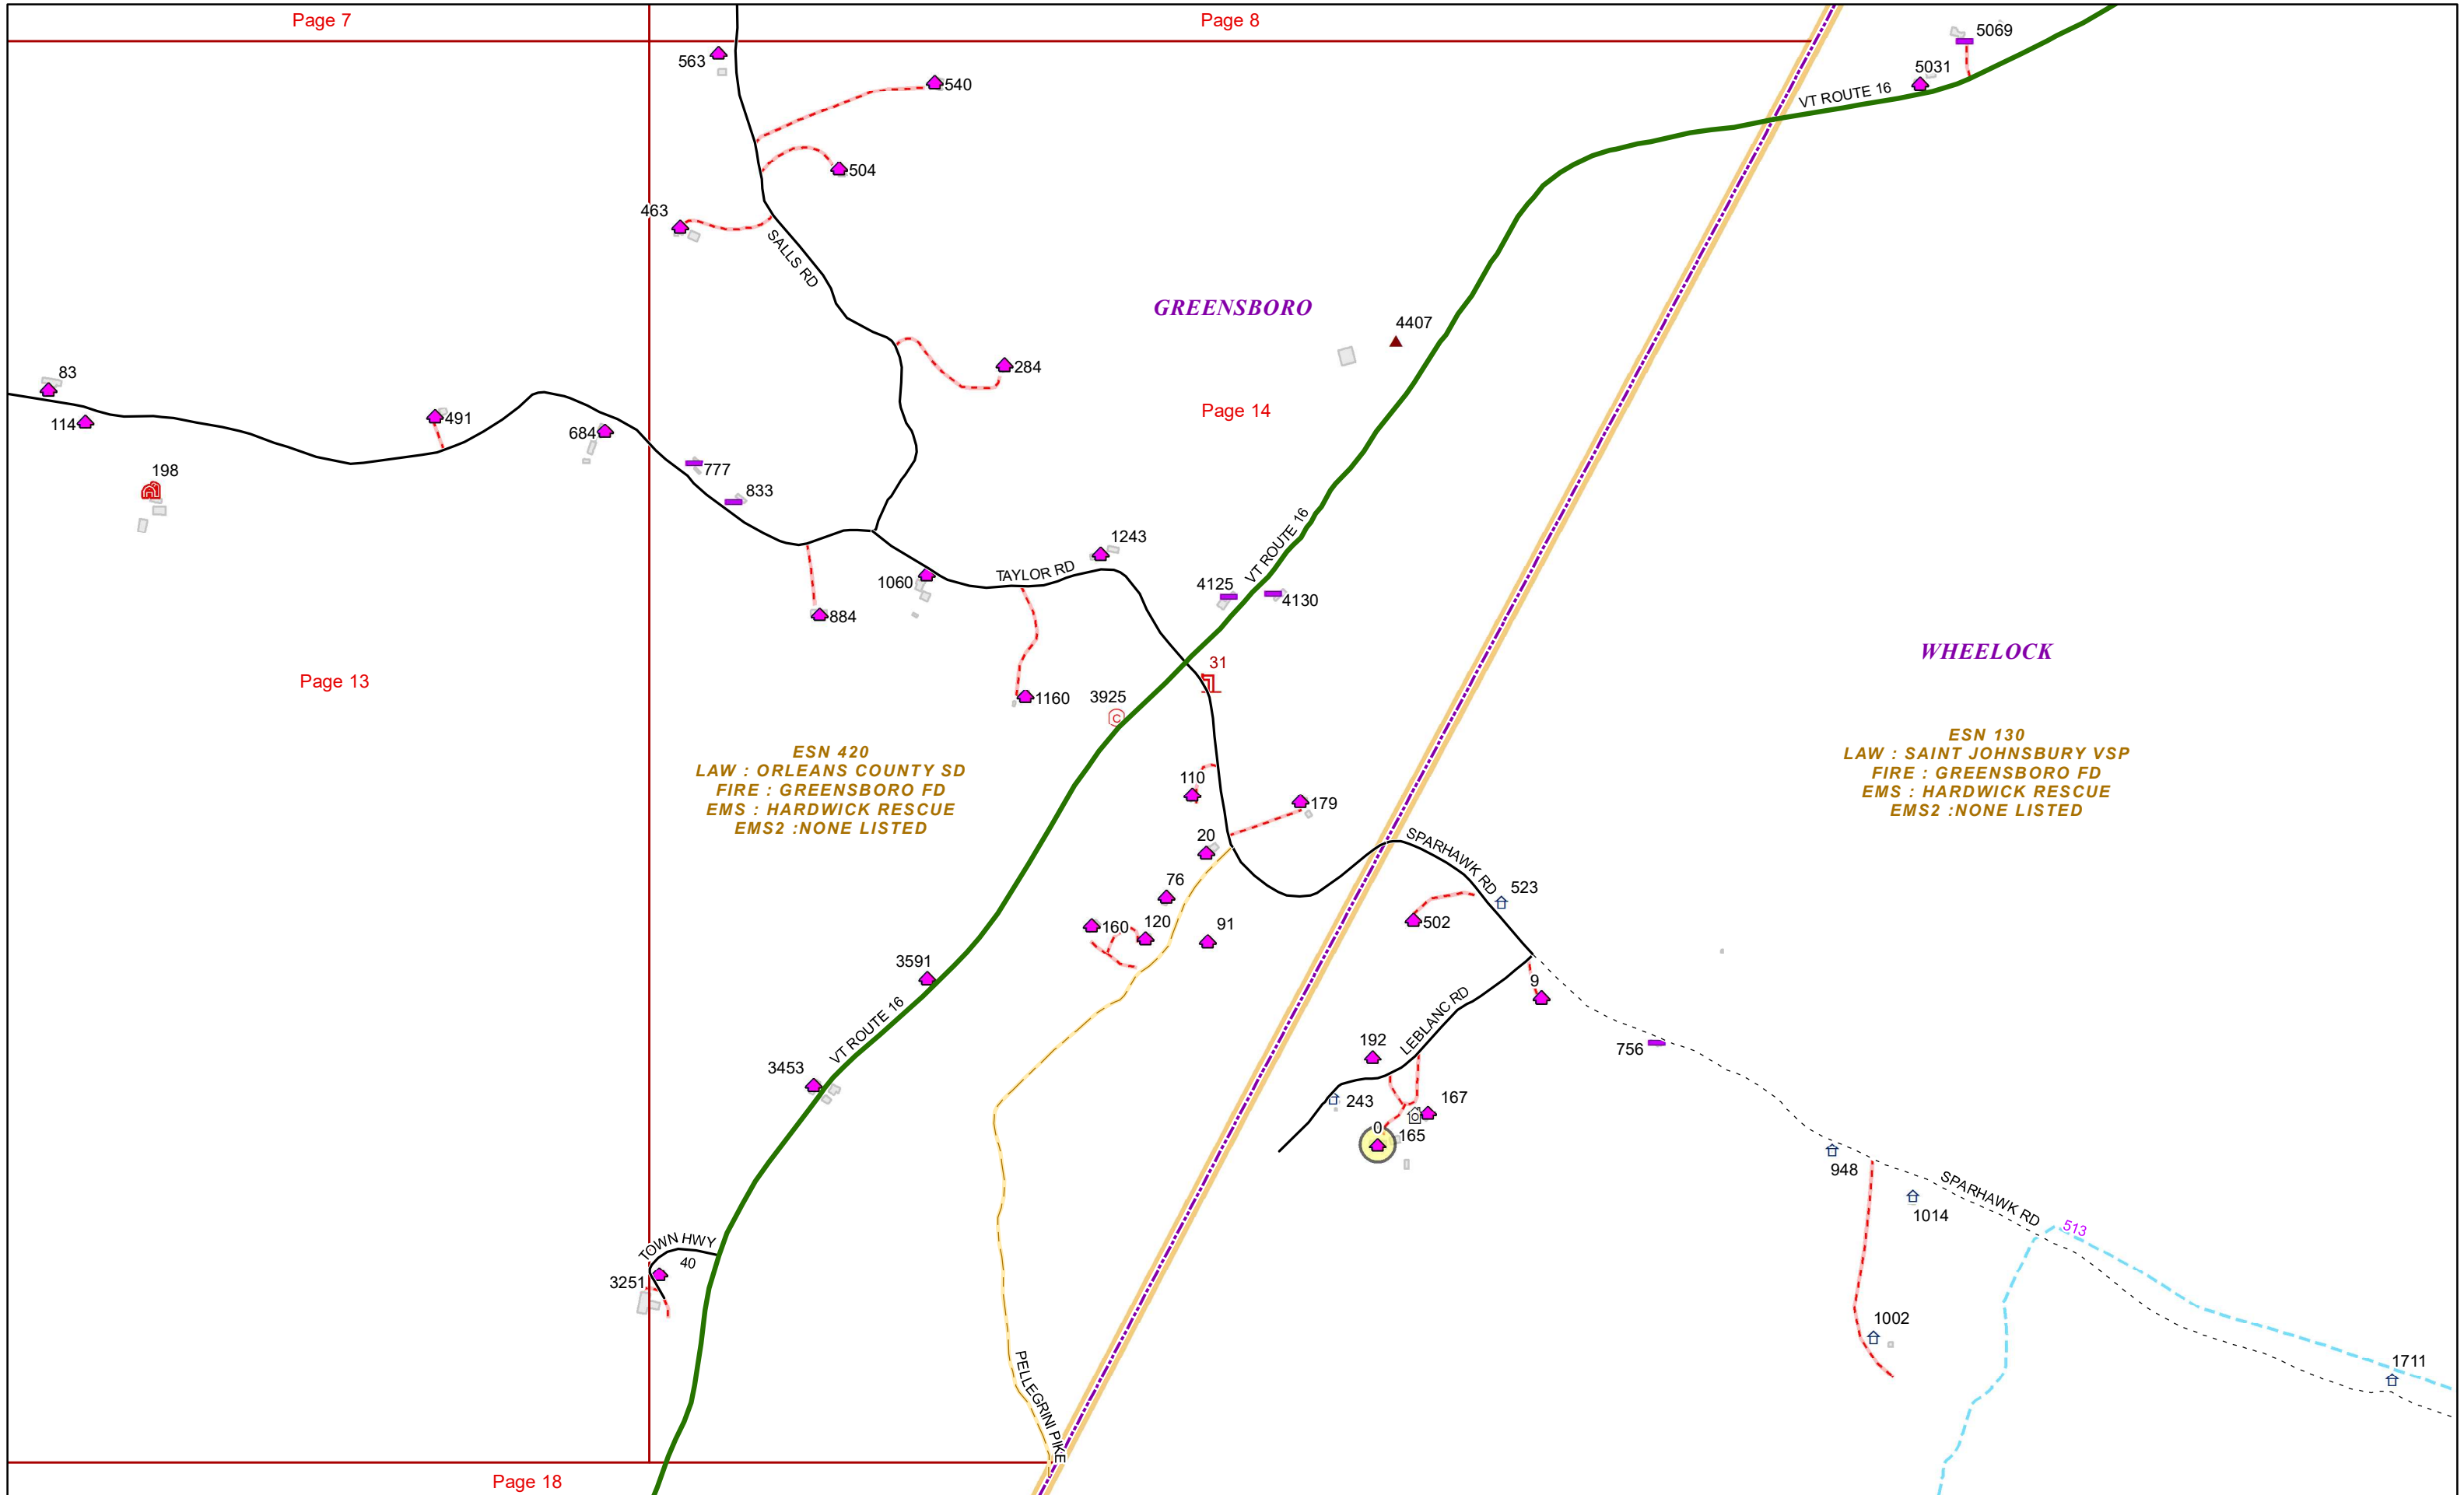 Page 7
Page 8
5069
563
5031
540
VT ROUTE 16
504
463
SALLS RD
GREENSBORO
4407
83
284
Page 14
114
491
684
198
777
833
VT ROUTE 16
1243
1060
TAYLOR RD
4125
4130
884
WHEELOCK
31
Page 13
1160
3925
ESN 420
LAW : ORLEANS COUNTY SD
FIRE : GREENSBORO FD
EMS : HARDWICK RESCUE
EMS2 :NONE LISTED
ESN 130
LAW : SAINT JOHNSBURY VSP
FIRE : GREENSBORO FD
EMS : HARDWICK RESCUE
EMS2 :NONE LISTED
110
179
20
SPARHAWK RD
76
523
160
120
91
502
3591
9
VT ROUTE 16
LEBLANC RD
192
756
3453
243
167
0
165
948
SPARHAWK RD
1014
513
TOWN HWY
40
3251
1002
PELLEGRINI PIKE
1711
Page 18
C